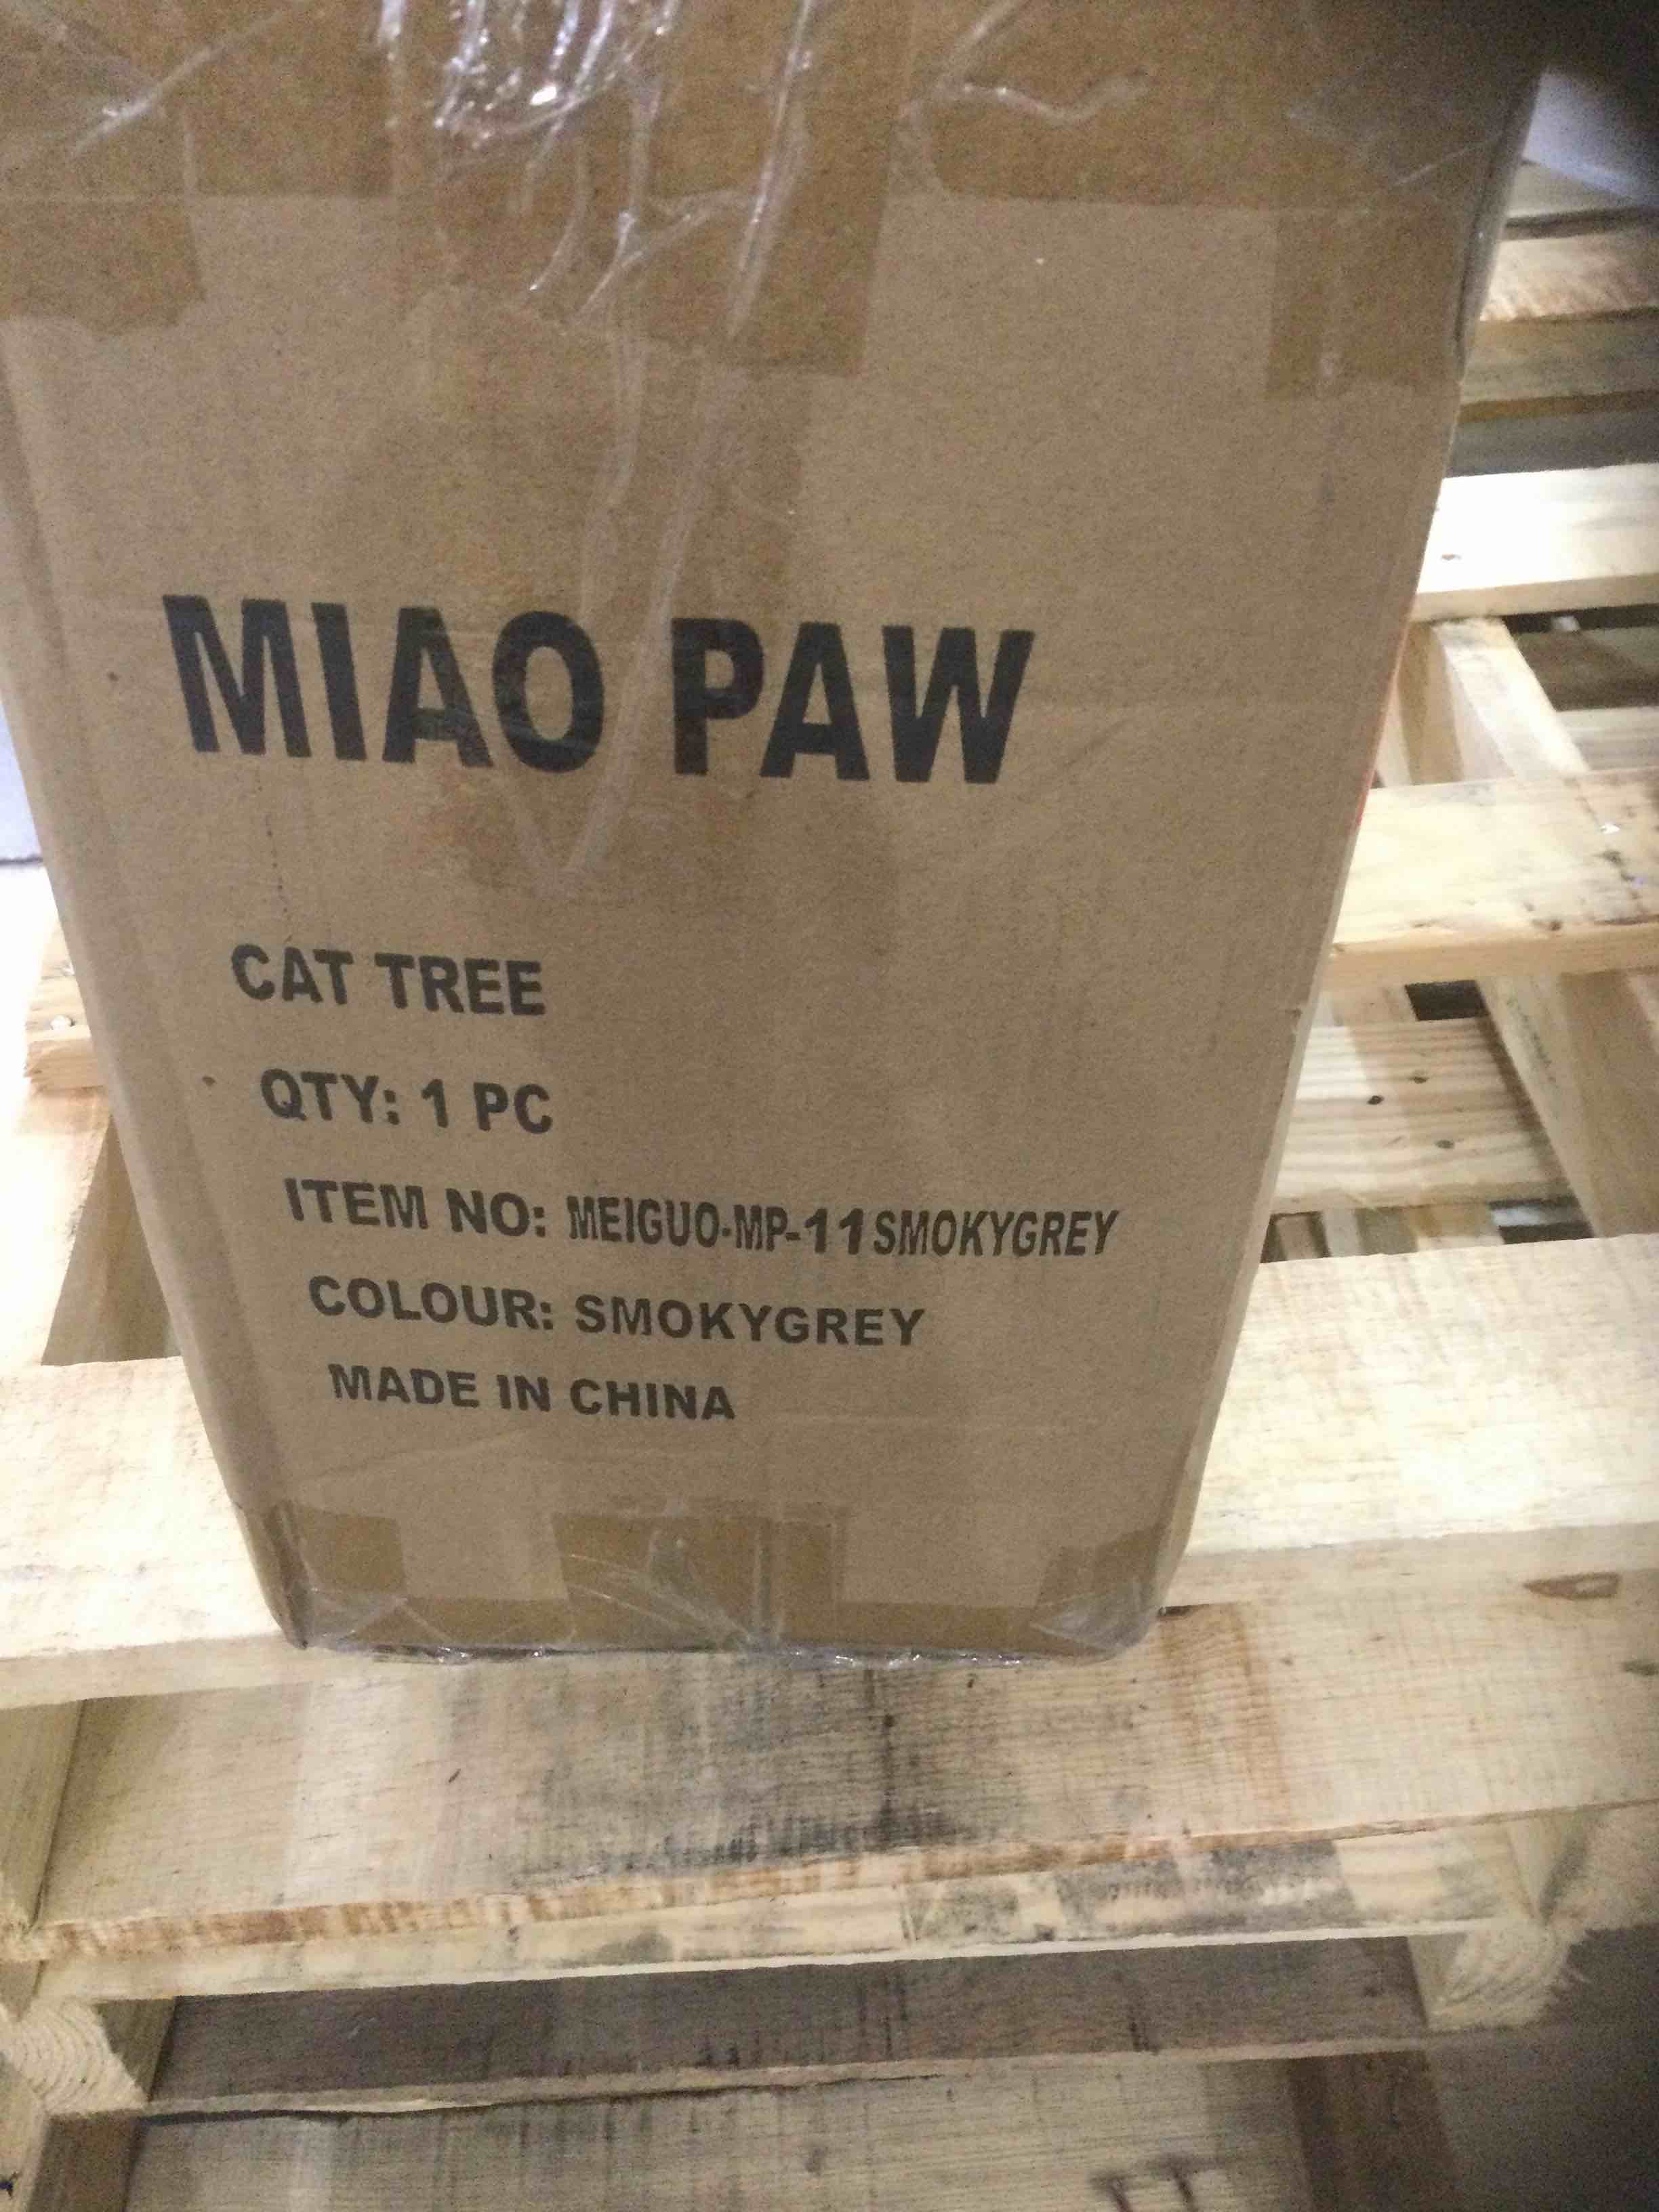 MIAO PAW
CAT TREE
QTY: 1 PC
ITEM NO: MEIGUO-MP-11SMOKYGREY
COLOUR: SMOKYGREY
MADE IN CHINA